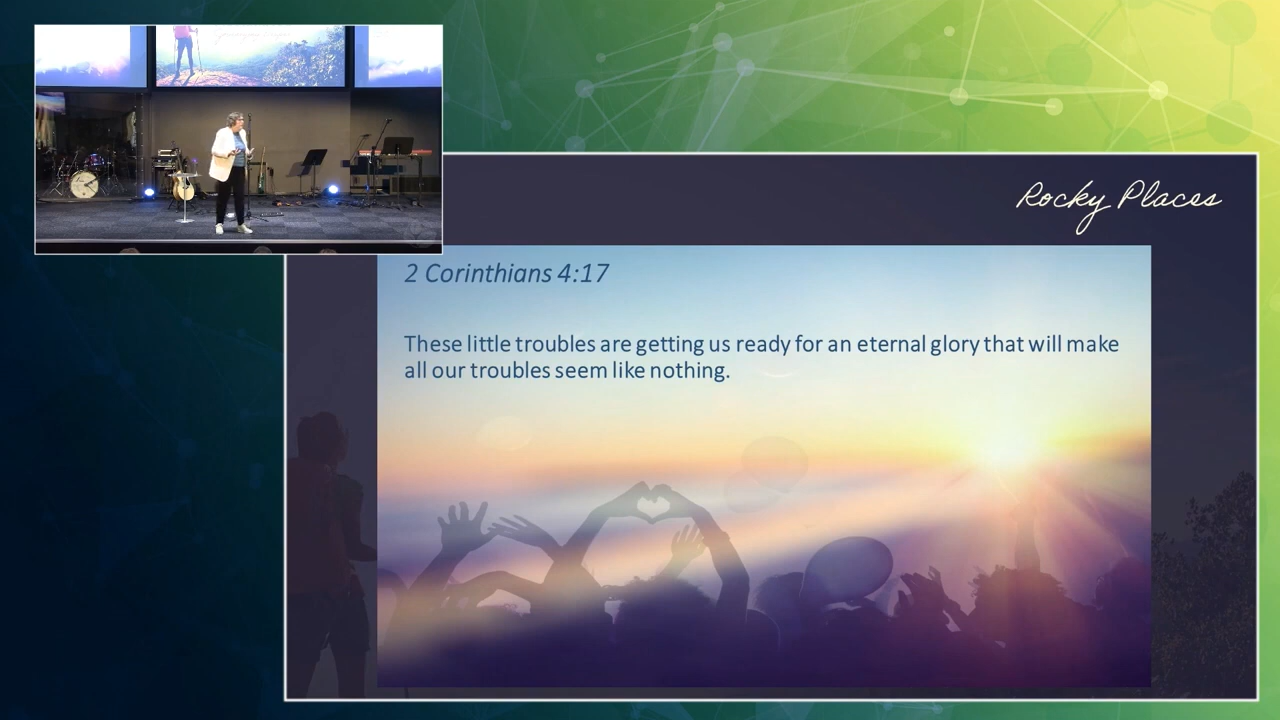 Rocky Places
2 Corinthians 4:17
These little troubles are getting us ready for an eternal glory that will make
all our troubles seem like nothing.